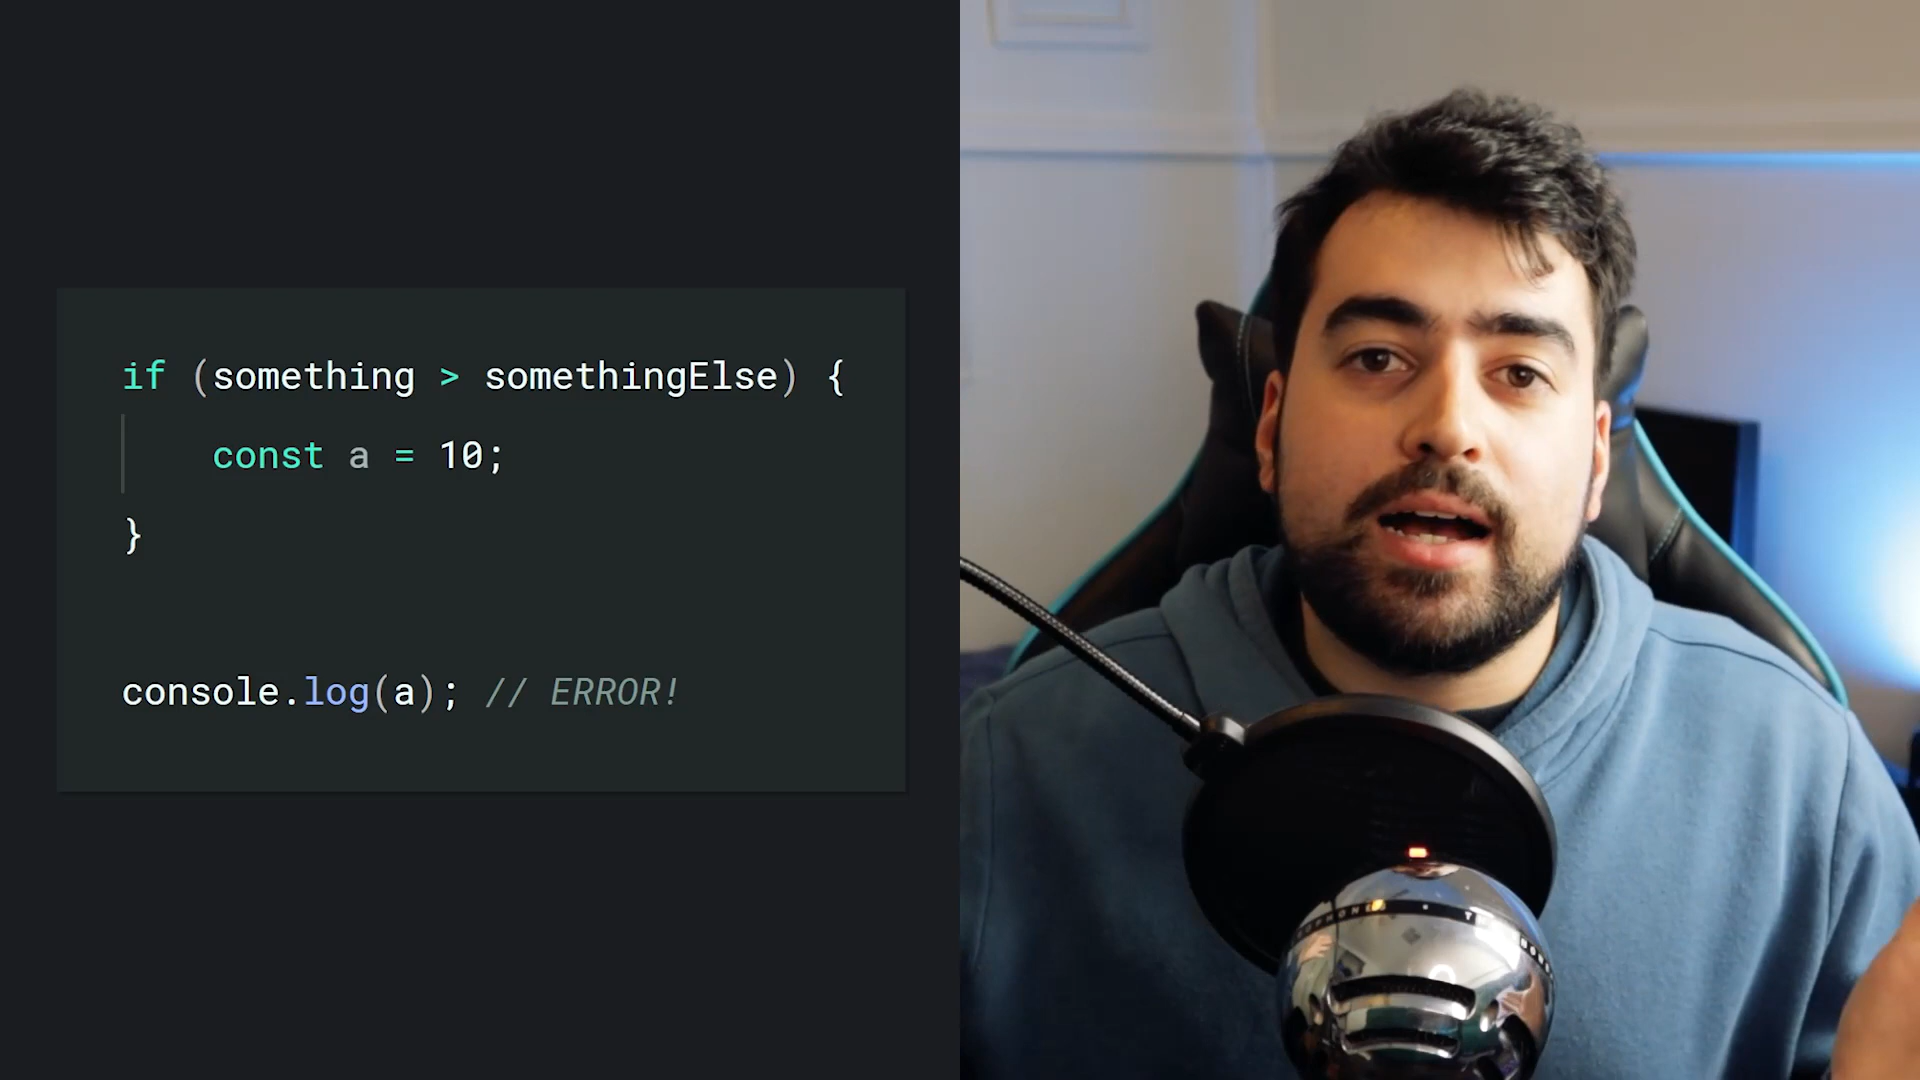 if (something > somethingElse) {
    const a = 10;
}
console.log(a); // ERROR!